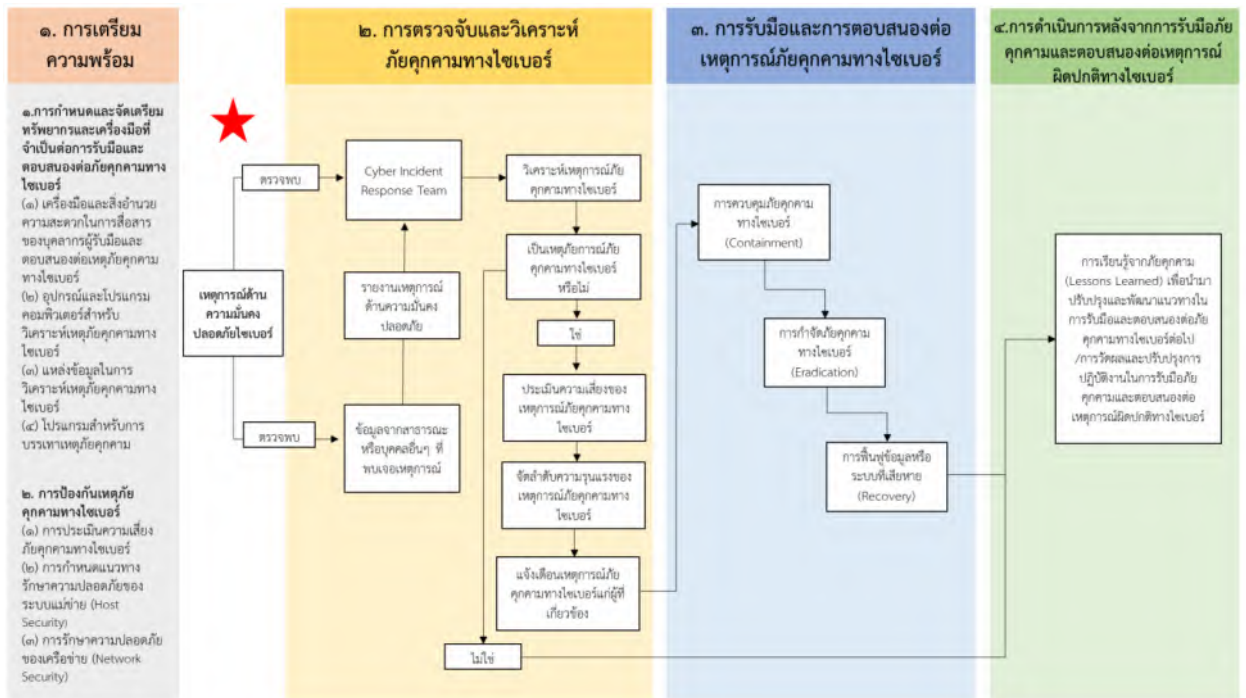 ๑. การเตรียม
ความพร้อม
๑.การกำหนดและจัดเตรียม
ทรัพยากรและเครื่องมือที่
จำเป็นต่อการรับมือและ
ตอบสนองต่อภัยคุกคามทาง
ไซเบอร์
(๑) เครื่องมือและสิ่งอำนวย
ความสะดวกในการสื่อสาร
ของบุคลากรผู้รับมือและ
ตอบสนองต่อเหตุภัยคุกคาม
ทางไซเบอร์
(๒) อุปกรณ์และโปรแกรม
คอมพิวเตอร์สำหรับ
วิเคราะห์เหตุภัยคุกคามทาง
ไซเบอร์
(๓) แหล่งข้อมูลในการ
วิเคราะห์เหตุภัยคุกคามทาง
ไซเบอร์
(๔) โปรแกรมสำหรับการ
บรรเทาเหตุภัยคุกคาม
๒. การป้องกันเหตุภัย
คุกคามทางไซเบอร์
(๑) การประเมินความเสี่ยง
ภัยคุกคามทางไซเบอร์
(๒) การกำหนดแนวทาง
รักษาความปลอดภัยของ
ระบบแม่ข่าย (Host
Security)
(๓) การรักษาความปลอดภัย
ของเครือข่าย (Network
Security)
เหตุการณ์ด้าน
ความมั่นคง
ปลอดภัยไซเบอร์
ตรวจพบ
ตรวจพบ
๒. การตรวจจับและวิเคราะห์
ภัยคุกคามทางไซเบอร์
Cyber Incident
Response Team
รายงานเหตุการณ์
ด้านความมั่นคง
ปลอดภัย
ข้อมูลจากสาธารณะ
หรือบุคคลอื่นๆ ที่
พบเจอเหตุการณ์
วิเคราะห์เหตุการณ์ภัย
คุกคามทางไซเบอร์
เป็นเหตุภัยการณ์ภัย
คุกคามทางไซเบอร์
หรือไม่
ใช่
ประเมินความเสี่ยงของ
เหตุการณ์ภัยคุกคามทาง
ไซเบอร์
จัดลำดับความรุนแรงของ
เหตุการณ์ภัยคุกคามทาง
ไซเบอร์
แจ้งเตือนเหตุการณ์ภัย
คุกคามทางไซเบอร์แก่ผู้ที่
เกี่ยวข้อง
ไม่ใช่
๓. การรับมือและการตอบสนองต่อ
เหตุการณ์ภัยคุกคามทางไซเบอร์
การควบคุมภัยคุกคาม
ทางไซเบอร์
(Containment)
การกำจัดภัยคุกคาม
ทางไซเบอร์
(Eradication)
การฟื้นฟูข้อมูลหรือ
ระบบที่เสียหาย
(Recovery)
๔.การดำเนินการหลังจากการรับมือภัย
คุกคามและตอบสนองต่อเหตุการณ์
ผิดปกติทางไซเบอร์
การเรียนรู้จากภัยคุกคาม
(Lessons Learned) เพื่อนำมา
ปรับปรุงและพัฒนาแนวทางใน
การรับมือและตอบสนองต่อภัย
คุกคามทางไซเบอร์ต่อไป
/การวัดผลและปรับปรุงการ
ปฏิบัติงานในการรับมือภัย
คุกคามและตอบสนองต่อ
เหตุการณ์ผิดปกติทางไซเบอร์